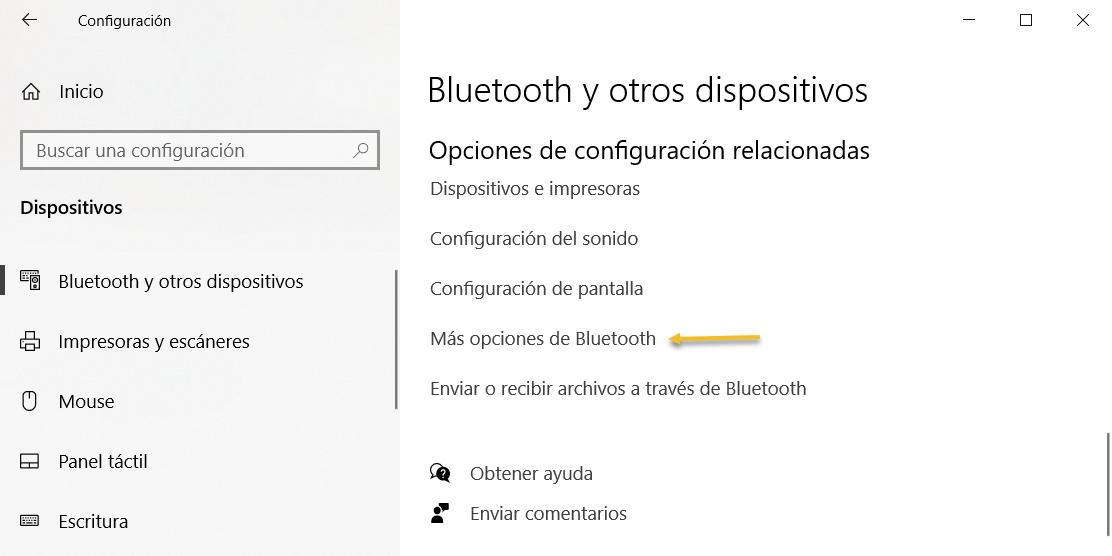 Configuración
Inicio
Buscar una configuración
Dispositivos
Bluetooth y otros dispositivos
Impresoras y escáneres
Mouse
Panel táctil
Escritura
Bluetooth y otros dispositivos
Opciones de configuración relacionadas
Dispositivos e impresoras
Configuración del sonido
Configuración de pantalla
Más opciones de Bluetooth
Enviar o recibir archivos a través de Bluetooth
Obtener ayuda
Enviar comentarios